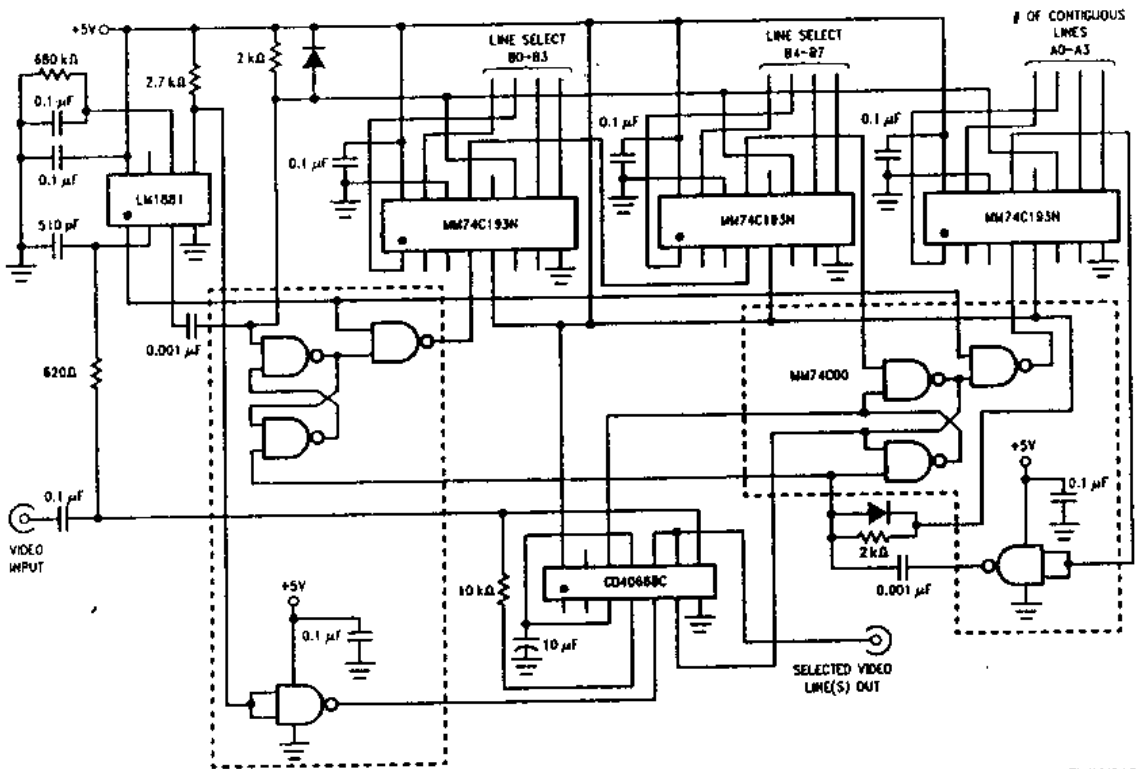 +5V
680 kΩ
0.1 µF
0.1 µF
510 pF
2.7 kΩ
2 kΩ
LINE SELECT
B0-B3
LINE SELECT
B4-B7
# OF CONTIGUOUS
LINES
A0-A3
0.1 µF
0.1 µF
0.1 µF
LM1881
MM74C193N
MM74C193N
MM74C193N
0.001 µF
620Ω
MM74C00
+5V
0.1 µF
0.1 µF
VIDEO
INPUT
2kΩ
0.001 µF
10 kΩ
CD4066BC
+5V
0.1 µF
10 µF
SELECTED VIDEO
LINE(S) OUT